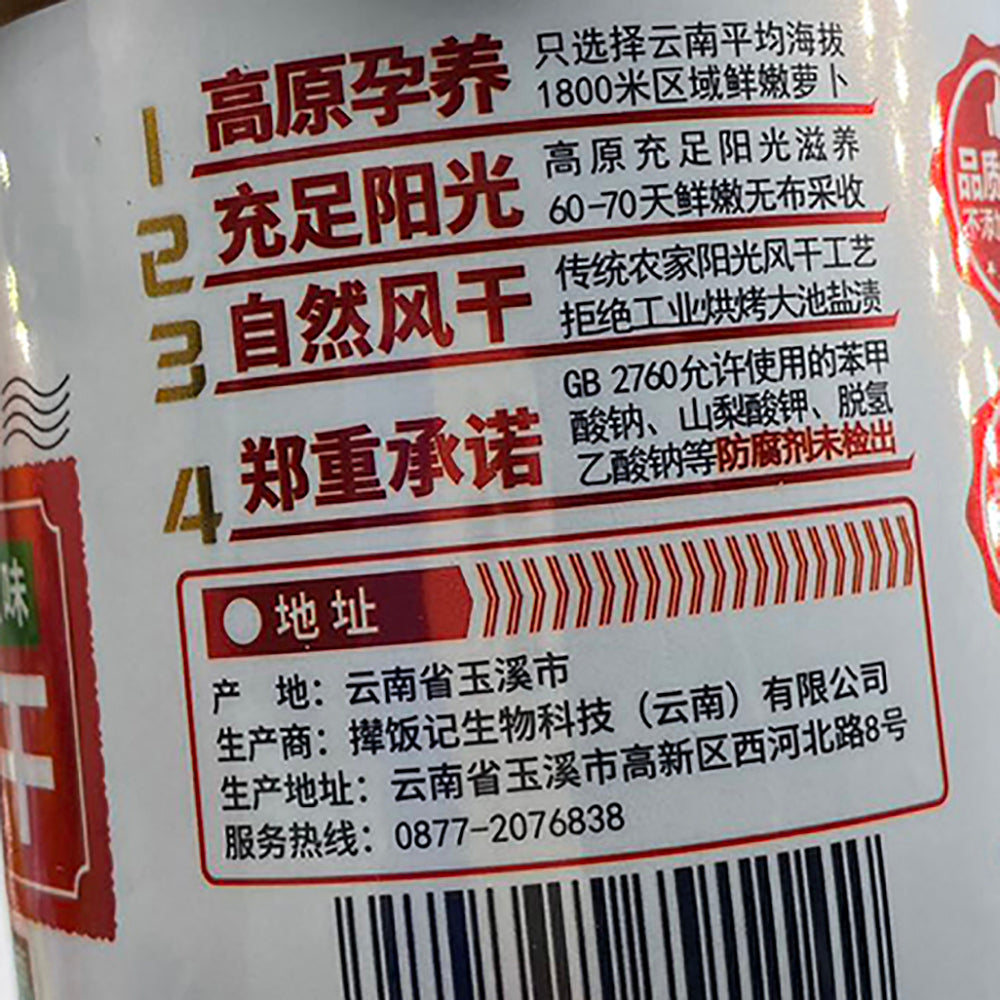 1 高原孕养 只选择云南平均海拔
1800米区域鲜嫩萝卜
2 充足阳光 高原充足阳光滋养
60-70天鲜嫩无布采收
3 自然风干 传统农家阳光风干工艺
拒绝工业烘烤大池盐渍
4 郑重承诺 GB 2760允许使用的苯甲
酸钠、山梨酸钾、脱氢
乙酸钠等防腐剂未检出
地址
产 地：云南省玉溪市
生产商：撵饭记生物科技（云南）有限公司
生产地址：云南省玉溪市高新区西河北路8号
服务热线：0877-2076838
品质
不添
味
干